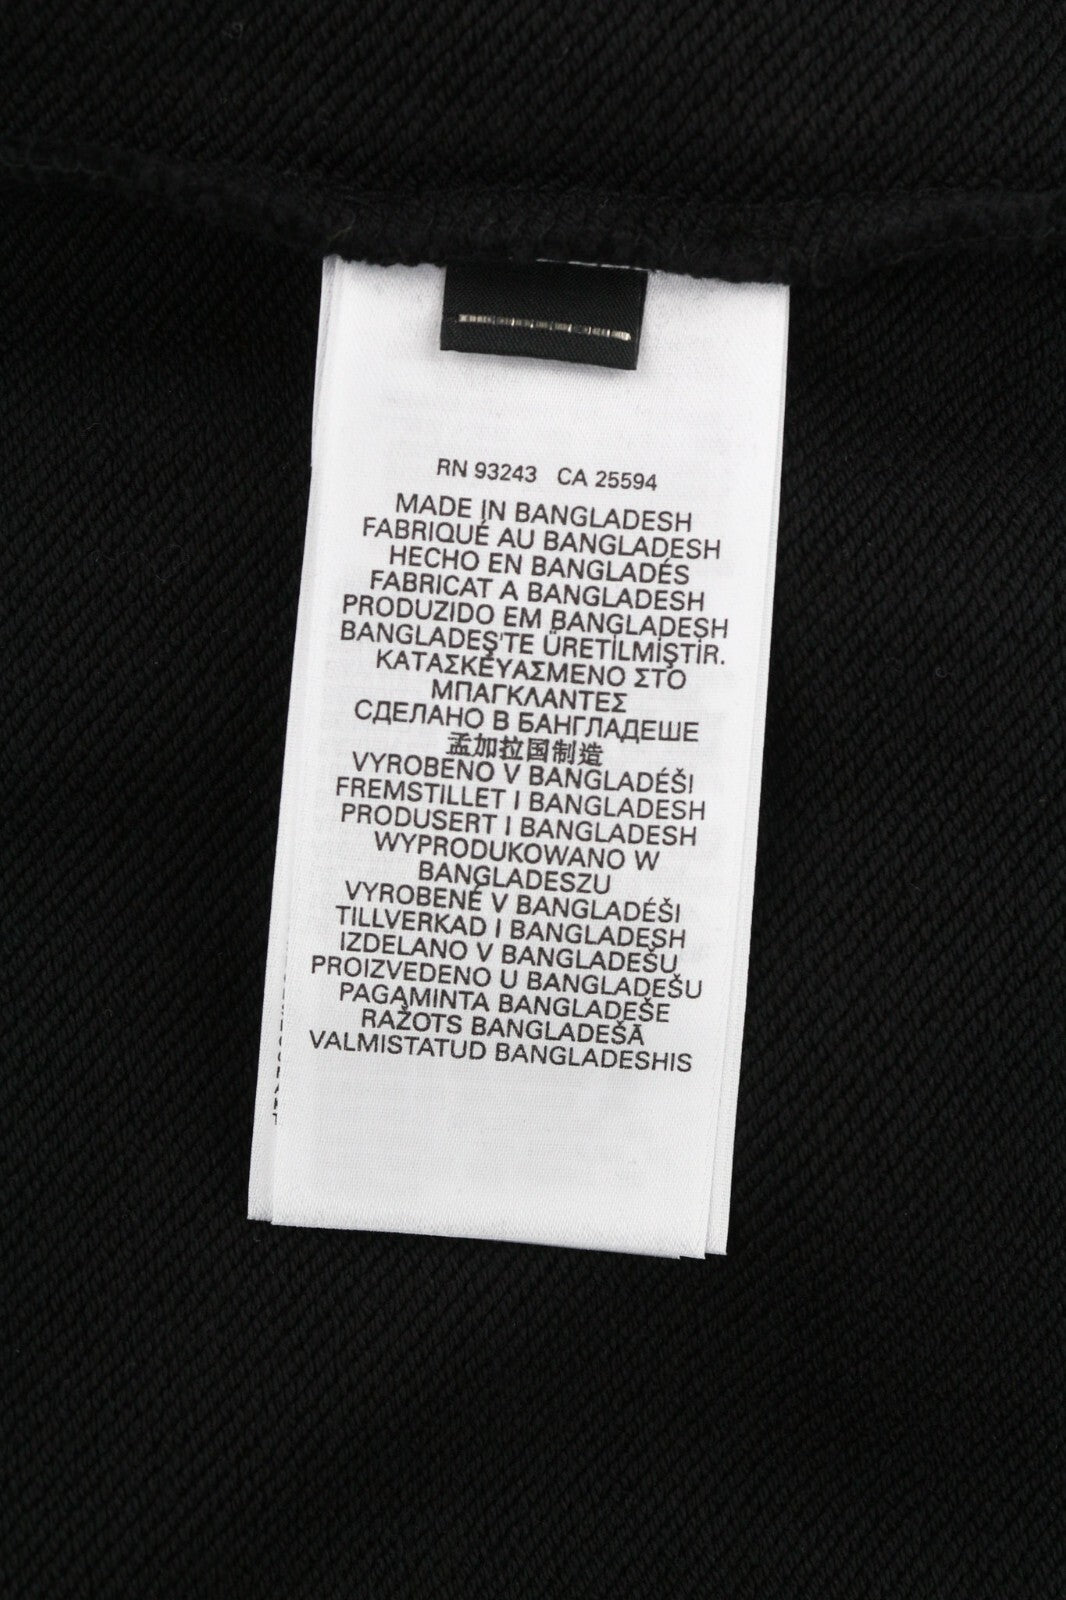 RN 93243 CA 25594
MADE IN BANGLADESH
FABRIQUÉ AU BANGLADESH
HECHO EN BANGLADÉS
FABRICAT A BANGLADESH
PRODUZIDO EM BANGLADESH
BANGLADEŞ'TE ÜRETİLMİŞTİR.
ΚΑΤΑΣΚΕΥΑΣΜΕΝΟ ΣΤΟ
ΜΠΑΓΚΛΑΝΤΕΣ
СДЕЛАНО В БАНГЛАДЕШЕ
孟加拉国制造
VYROBENO V BANGLADÉŠI
FREMSTILLET I BANGLADESH
PRODUSERT I BANGLADESH
WYPRODUKOWANO W
BANGLADESZU
VYROBENÉ V BANGLADÉŠI
TILLVERKAD I BANGLADESH
IZDELANO V BANGLADEŠU
PROIZVEDENO U BANGLADEŠU
PAGAMINTA BANGLADEŠE
RAŽOTS BANGLADEŠĀ
VALMISTATUD BANGLADESHIS